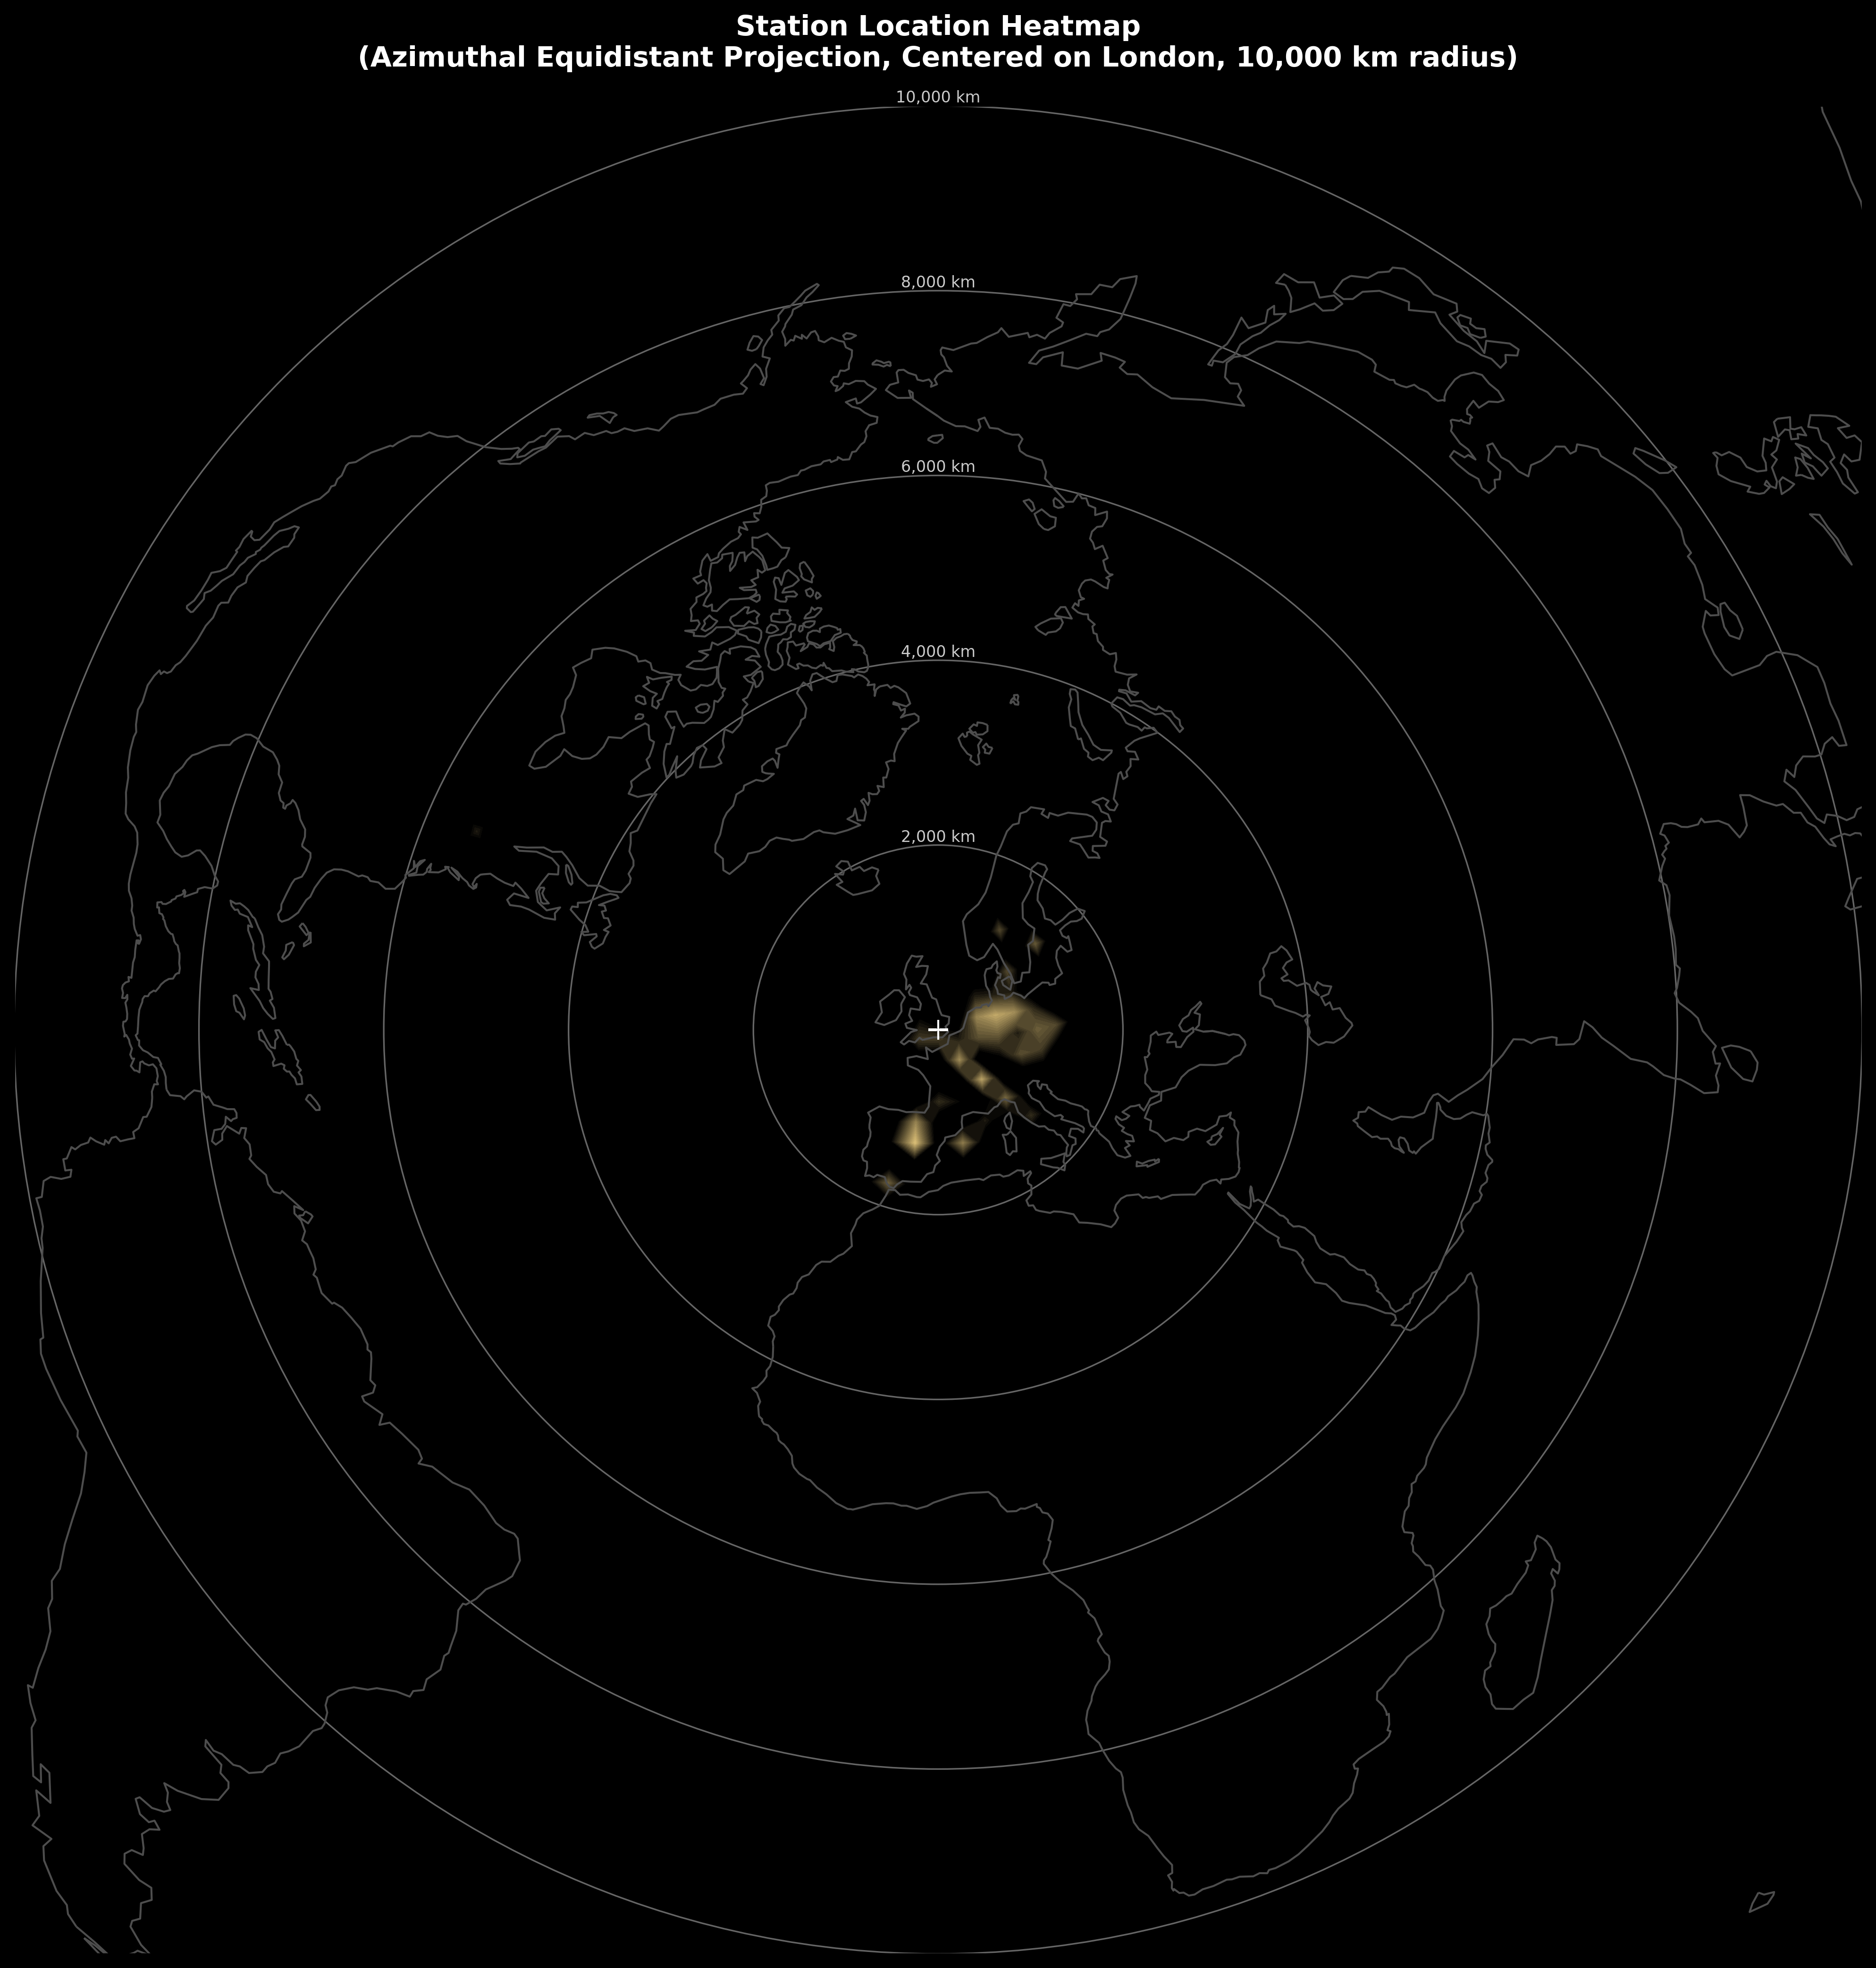 Station Location Heatmap
(Azimuthal Equidistant Projection, Centered on London, 10,000 km radius)
10,000 km
8,000 km
6,000 km
4,000 km
2,000 km